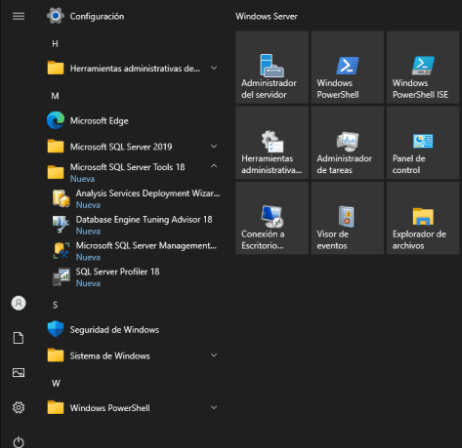 Configuración
H
Herramientas administrativas de...
M
Microsoft Edge
Microsoft SQL Server 2019
Microsoft SQL Server Tools 18
Nueva
Analysis Services Deployment Wizar...
Nueva
Database Engine Tuning Advisor 18
Nueva
Microsoft SQL Server Management...
Nueva
SQL Server Profiler 18
Nueva
S
Seguridad de Windows
Sistema de Windows
W
Windows PowerShell
Windows Server
Administrador
del servidor
Windows
PowerShell
Windows
PowerShell ISE
Herramientas
administrativa...
Administrador
de tareas
Panel de
control
Conexión a
Escritorio...
Visor de
eventos
Explorador de
archivos